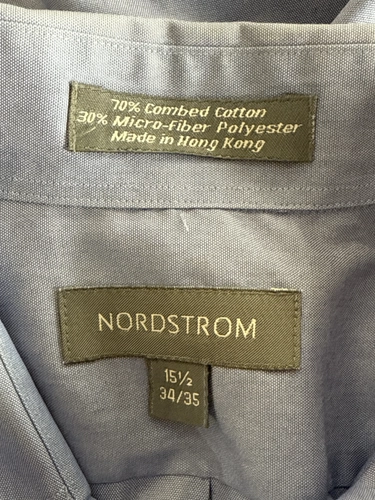 70% Combed Cotton
30% Micro-Fiber Polyester
Made in Hong Kong
NORDSTROM
15½
34/35